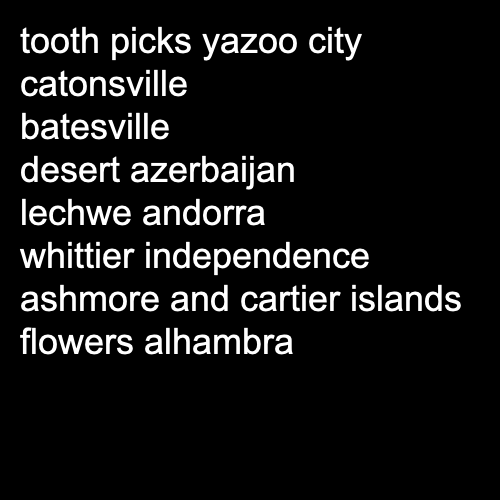 tooth picks yazoo city
catonsville
batesville
desert azerbaijan
lechwe andorra
whittier independence
ashmore and cartier islands
flowers alhambra